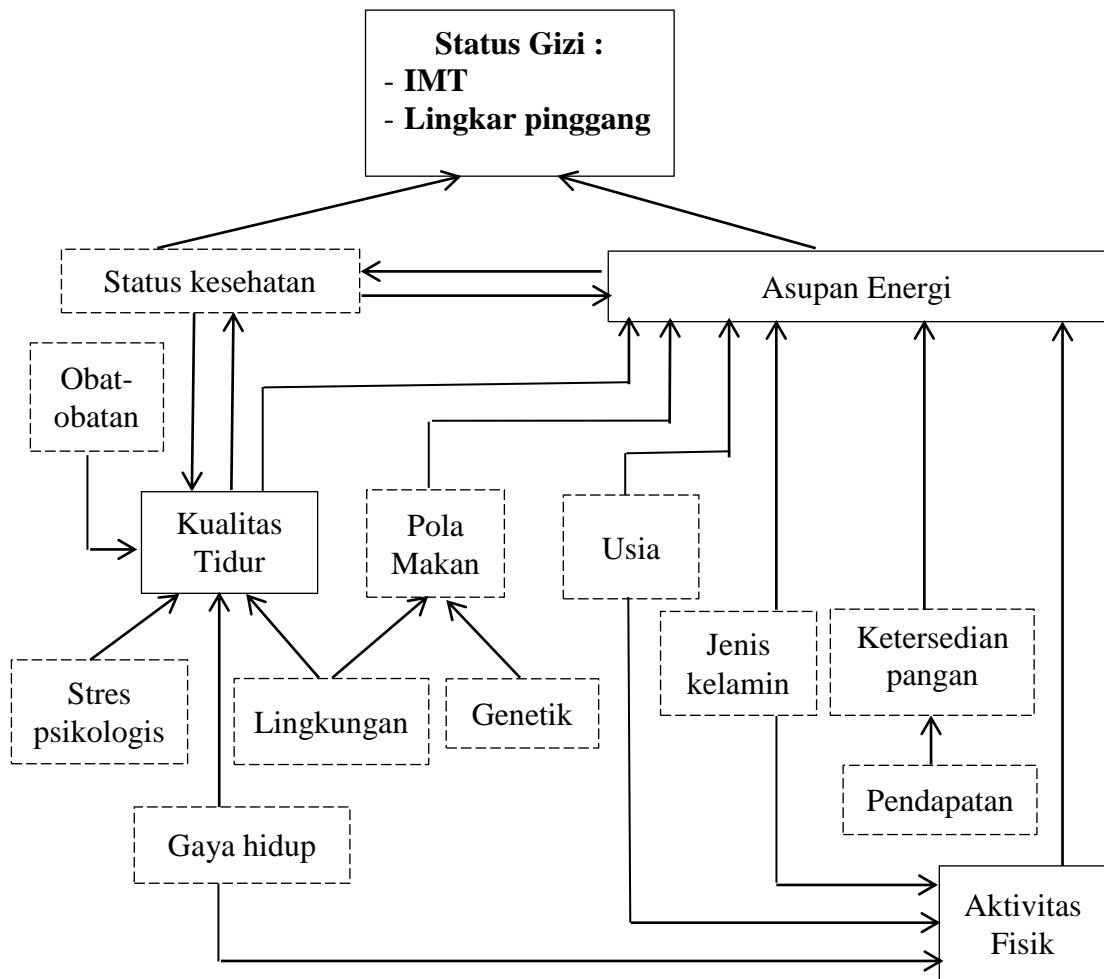 Status Gizi :
- IMT
- Lingkar pinggang
Status kesehatan
Asupan Energi
Obat-
obatan
Kualitas
Tidur
Pola
Makan
Usia
Jenis
kelamin
Ketersedian
pangan
Stres
psikologis
Lingkungan
Genetik
Pendapatan
Gaya hidup
Aktivitas
Fisik